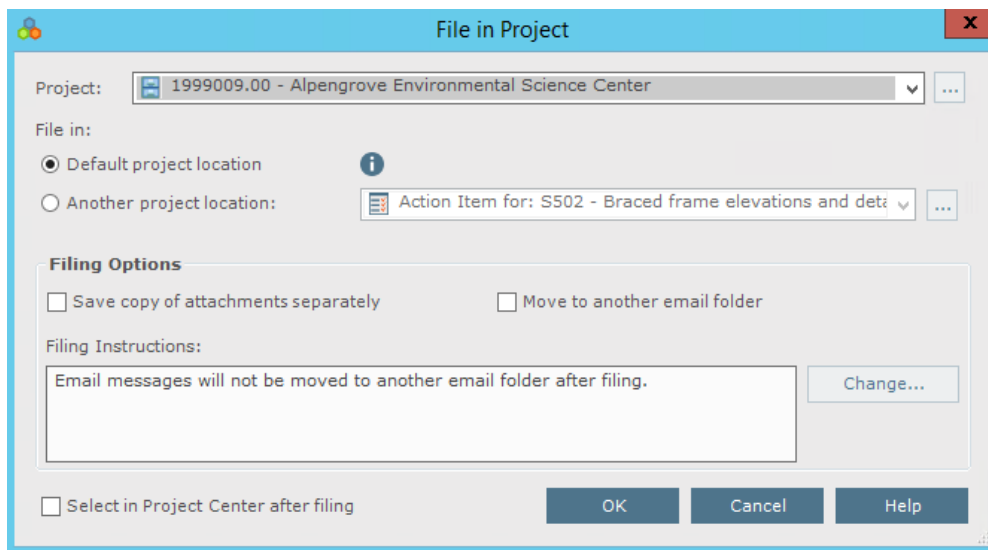 File in Project
x
Project: 1999009.00 - Alpengrove Environmental Science Center ...
File in:
Default project location i
Another project location: Action Item for: S502 - Braced frame elevations and deta ...
Filing Options
Save copy of attachments separately Move to another email folder
Filing Instructions:
Email messages will not be moved to another email folder after filing.
Change...
Select in Project Center after filing OK Cancel Help